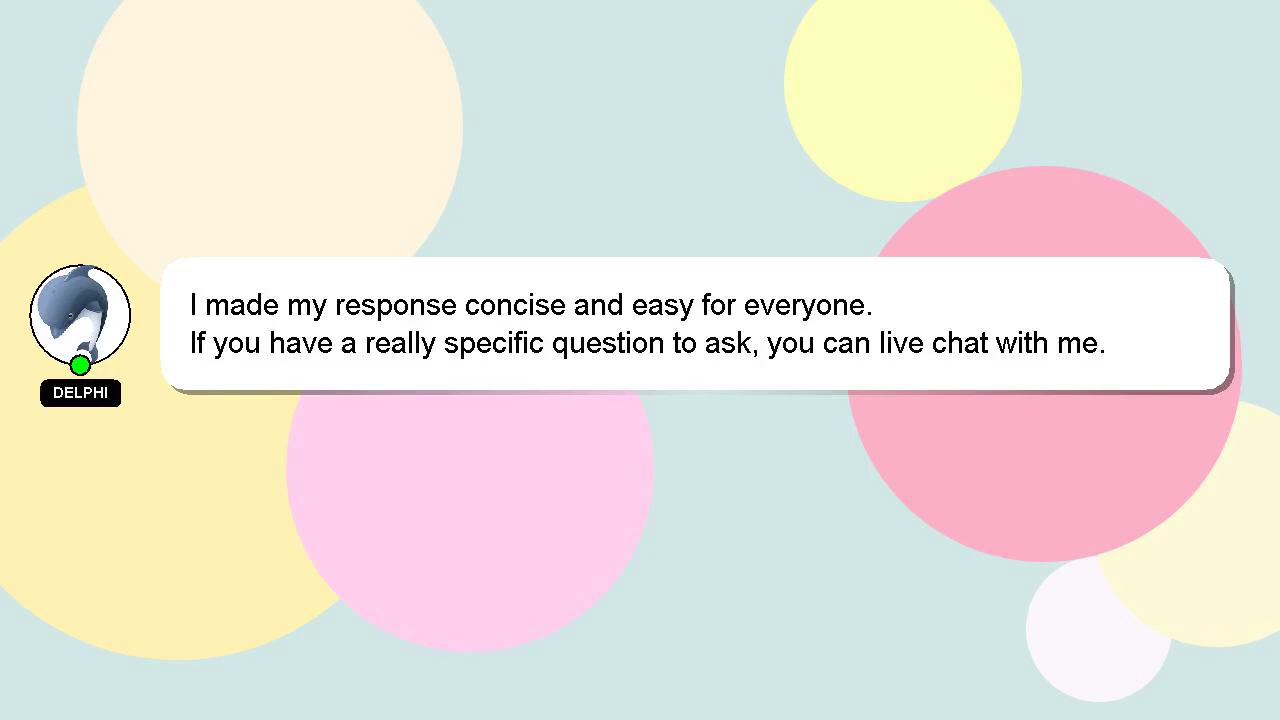 I made my response concise and easy for everyone.
If you have a really specific question to ask, you can live chat with me.
DELPHI